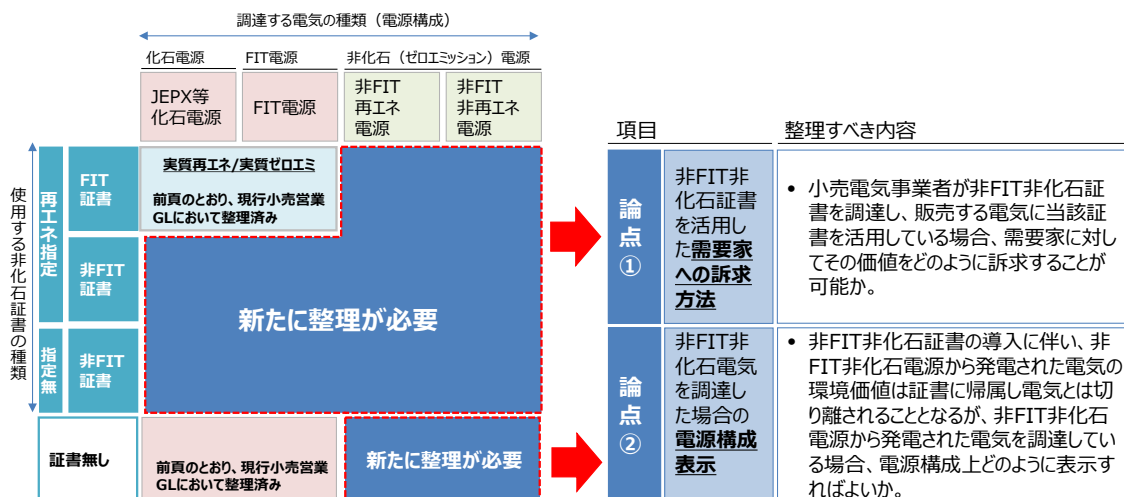 調達する電気の種類（電源構成）
化石電源
FIT電源
非化石（ゼロエミッション）電源
JEPX等
化石電源
FIT電源
非FIT
再エネ
電源
非FIT
非再エネ
電源
使用する非化石証書の種類
再エネ指定
FIT
証書
実質再エネ/実質ゼロエミ
前頁のとおり、現行小売営業
GLにおいて整理済み
非FIT
証書
新たに整理が必要
指定無
非FIT
証書
証書無し
前頁のとおり、現行小売営業
GLにおいて整理済み
新たに整理が必要
項目
整理すべき内容
論点①
非FIT非
化石証書
を活用し
た需要家
への訴求
方法
• 小売電気事業者が非FIT非化石証
書を調達し、販売する電気に当該証
書を活用している場合、需要家に対し
てその価値をどのように訴求することが
可能か。
論点②
非FIT非
化石電気
を調達し
た場合の
電源構成
表示
• 非FIT非化石証書の導入に伴い、非
FIT非化石電源から発電された電気の
環境価値は証書に帰属し電気とは切
り離されることとなるが、非FIT非化石
電源から発電された電気を調達してい
る場合、電源構成上どのように表示す
ればよいか。